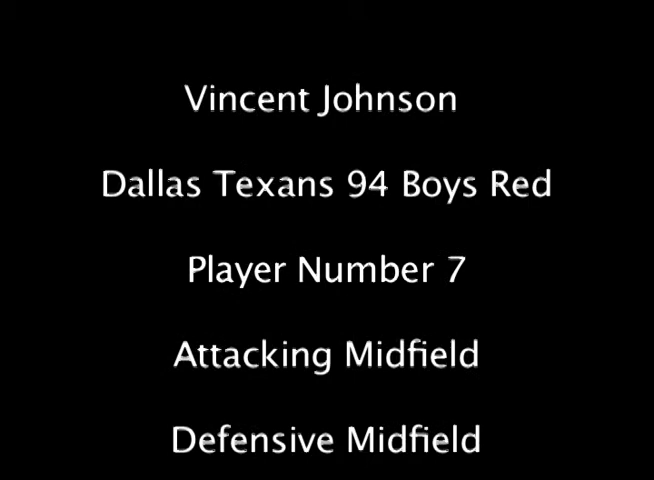 Vincent Johnson
Dallas Texans 94 Boys Red
Player Number 7
Attacking Midfield
Defensive Midfield